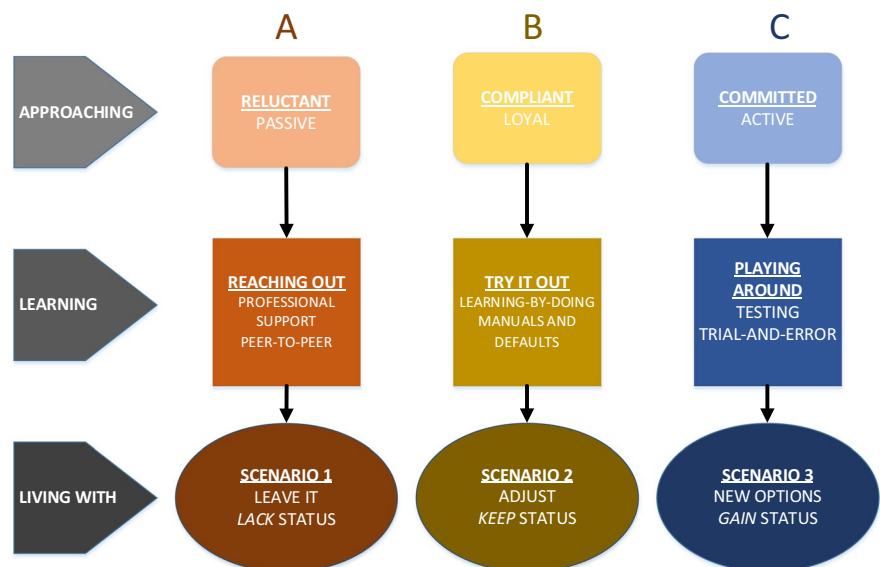 A
B
C
APPROACHING
RELUCTANT
PASSIVE
COMPLIANT
LOYAL
COMMITTED
ACTIVE
LEARNING
REACHING OUT
PROFESSIONAL
SUPPORT
PEER-TO-PEER
TRY IT OUT
LEARNING-BY-DOING
MANUALS AND
DEFAULTS
PLAYING
AROUND
TESTING
TRIAL-AND-ERROR
LIVING WITH
SCENARIO 1
LEAVE IT
LACK STATUS
SCENARIO 2
ADJUST
KEEP STATUS
SCENARIO 3
NEW OPTIONS
GAIN STATUS